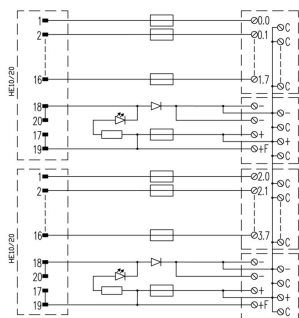 1 0.0
C
2 0.1
C
16 1.7
C
HE10/20
18 -
-
20 -
-
17 +
+
19 +F
C
1 2.0
C
2 2.1
C
16 3.7
C
HE10/20
18 -
-
20 -
-
17 +
+
19 +F
C